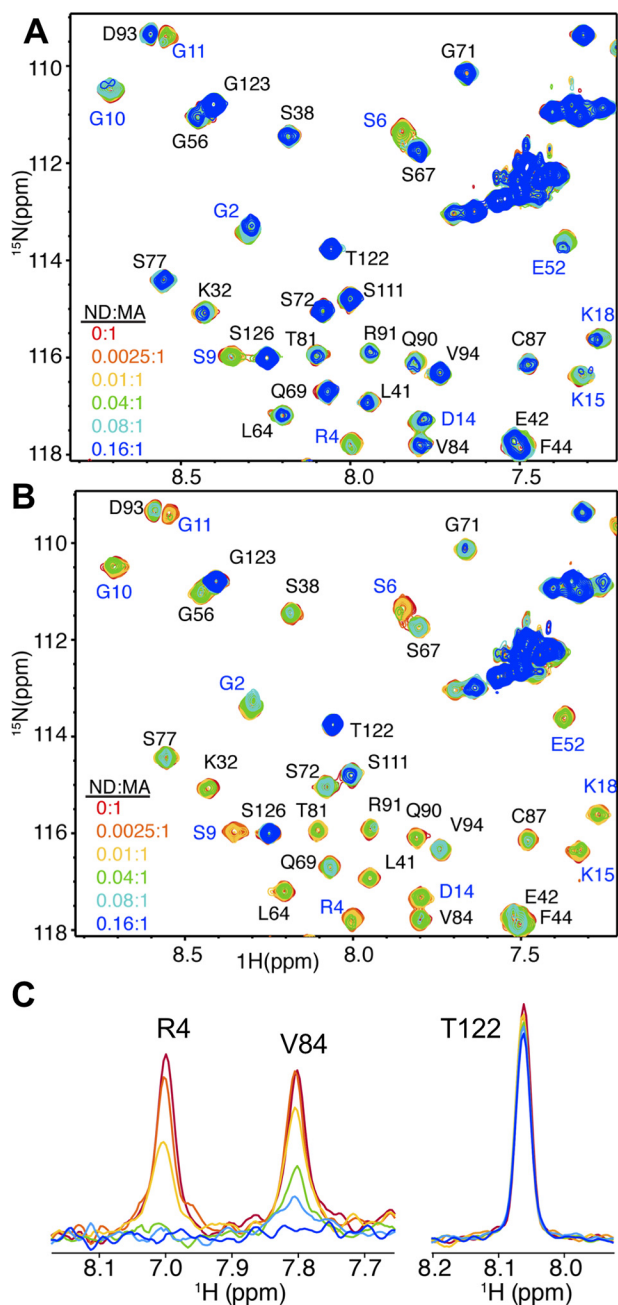 A
D93
G11
110
G123
G71
G10
G56
S38
S6
S67
112
15N(ppm)
G2
E52
114
S77
K32
T122
S72
S111
K18
ND:MA
0:1
0.0025:1
0.01:1
0.04:1
0.08:1
0.16:1
116
S126
T81
R91
Q90
C87
S9
V94
K15
Q69
L41
D14
L64
R4
V84
E42
F44
118
8.5
8.0
7.5
B
D93
G11
110
G123
G71
G10
G56
S38
S6
S67
112
15N(ppm)
G2
E52
114
T122
S77
K32
S72
S111
K18
ND:MA
0:1
0.0025:1
0.01:1
0.04:1
0.08:1
0.16:1
116
S9
S126
T81
R91
Q90
V94
C87
K15
Q69
L41
D14
L64
R4
V84
E42
F44
118
8.5
1H(ppm)
8.0
7.5
C
R4
V84
T122
8.1
7.0
7.9
7.8
7.7
8.2
8.1
8.0
1H (ppm)
1H (ppm)